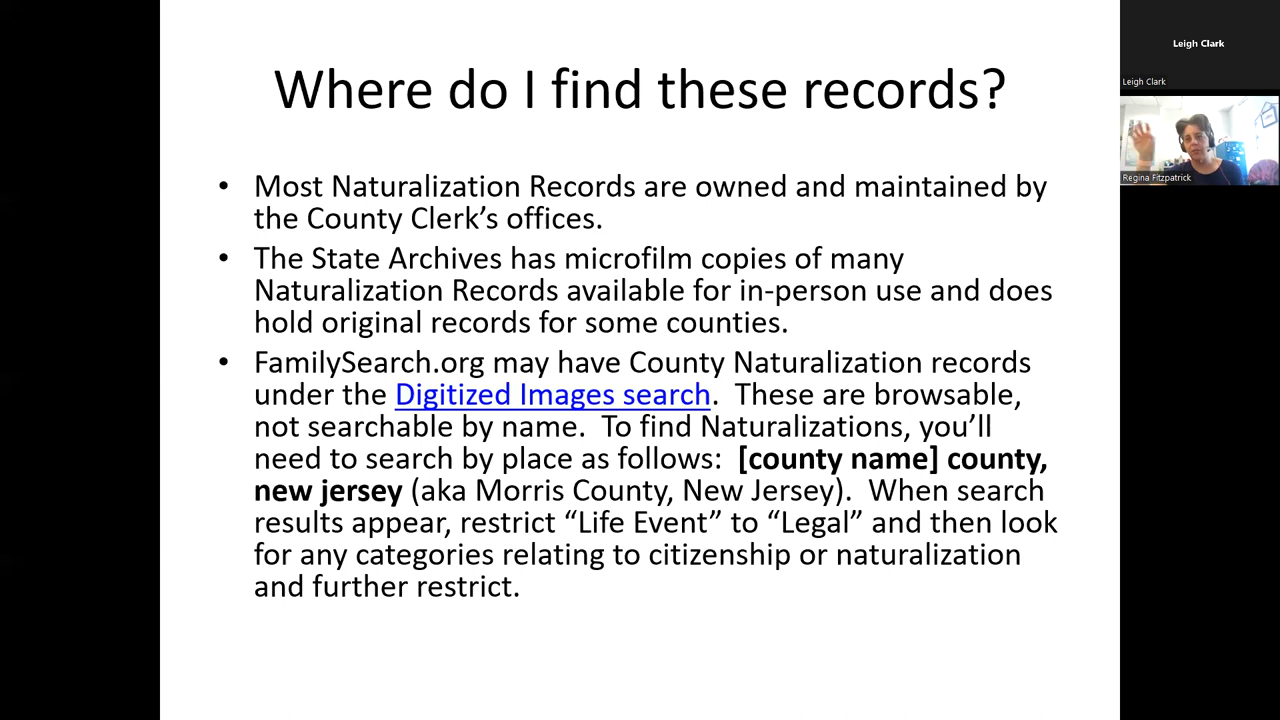 Where do I find these records?
• Most Naturalization Records are owned and maintained by
the County Clerk’s offices.
• The State Archives has microfilm copies of many
Naturalization Records available for in-person use and does
hold original records for some counties.
• FamilySearch.org may have County Naturalization records
under the Digitized Images search.  These are browsable,
not searchable by name.  To find Naturalizations, you’ll
need to search by place as follows:  [county name] county,
new jersey (aka Morris County, New Jersey).  When search
results appear, restrict “Life Event” to “Legal” and then look
for any categories relating to citizenship or naturalization
and further restrict.
Leigh Clark
Leigh Clark
Regina Fitzpatrick